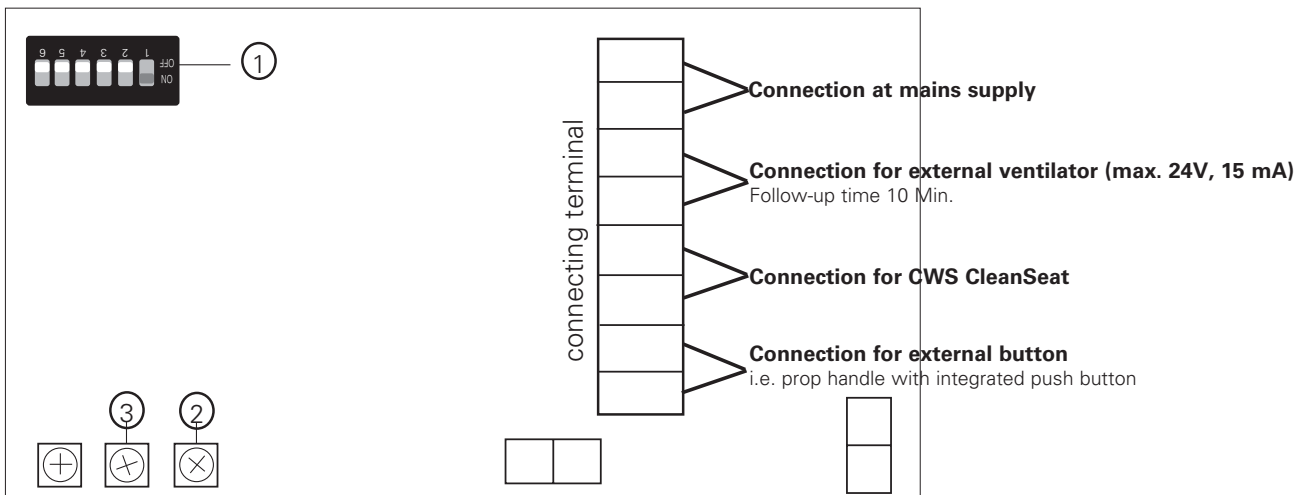 6 5 4 3 2 1
OFF
ON
1
connecting terminal
Connection at mains supply
Connection for external ventilator (max. 24V, 15 mA)
Follow-up time 10 Min.
Connection for CWS CleanSeat
Connection for external button
i.e. prop handle with integrated push button
3
2